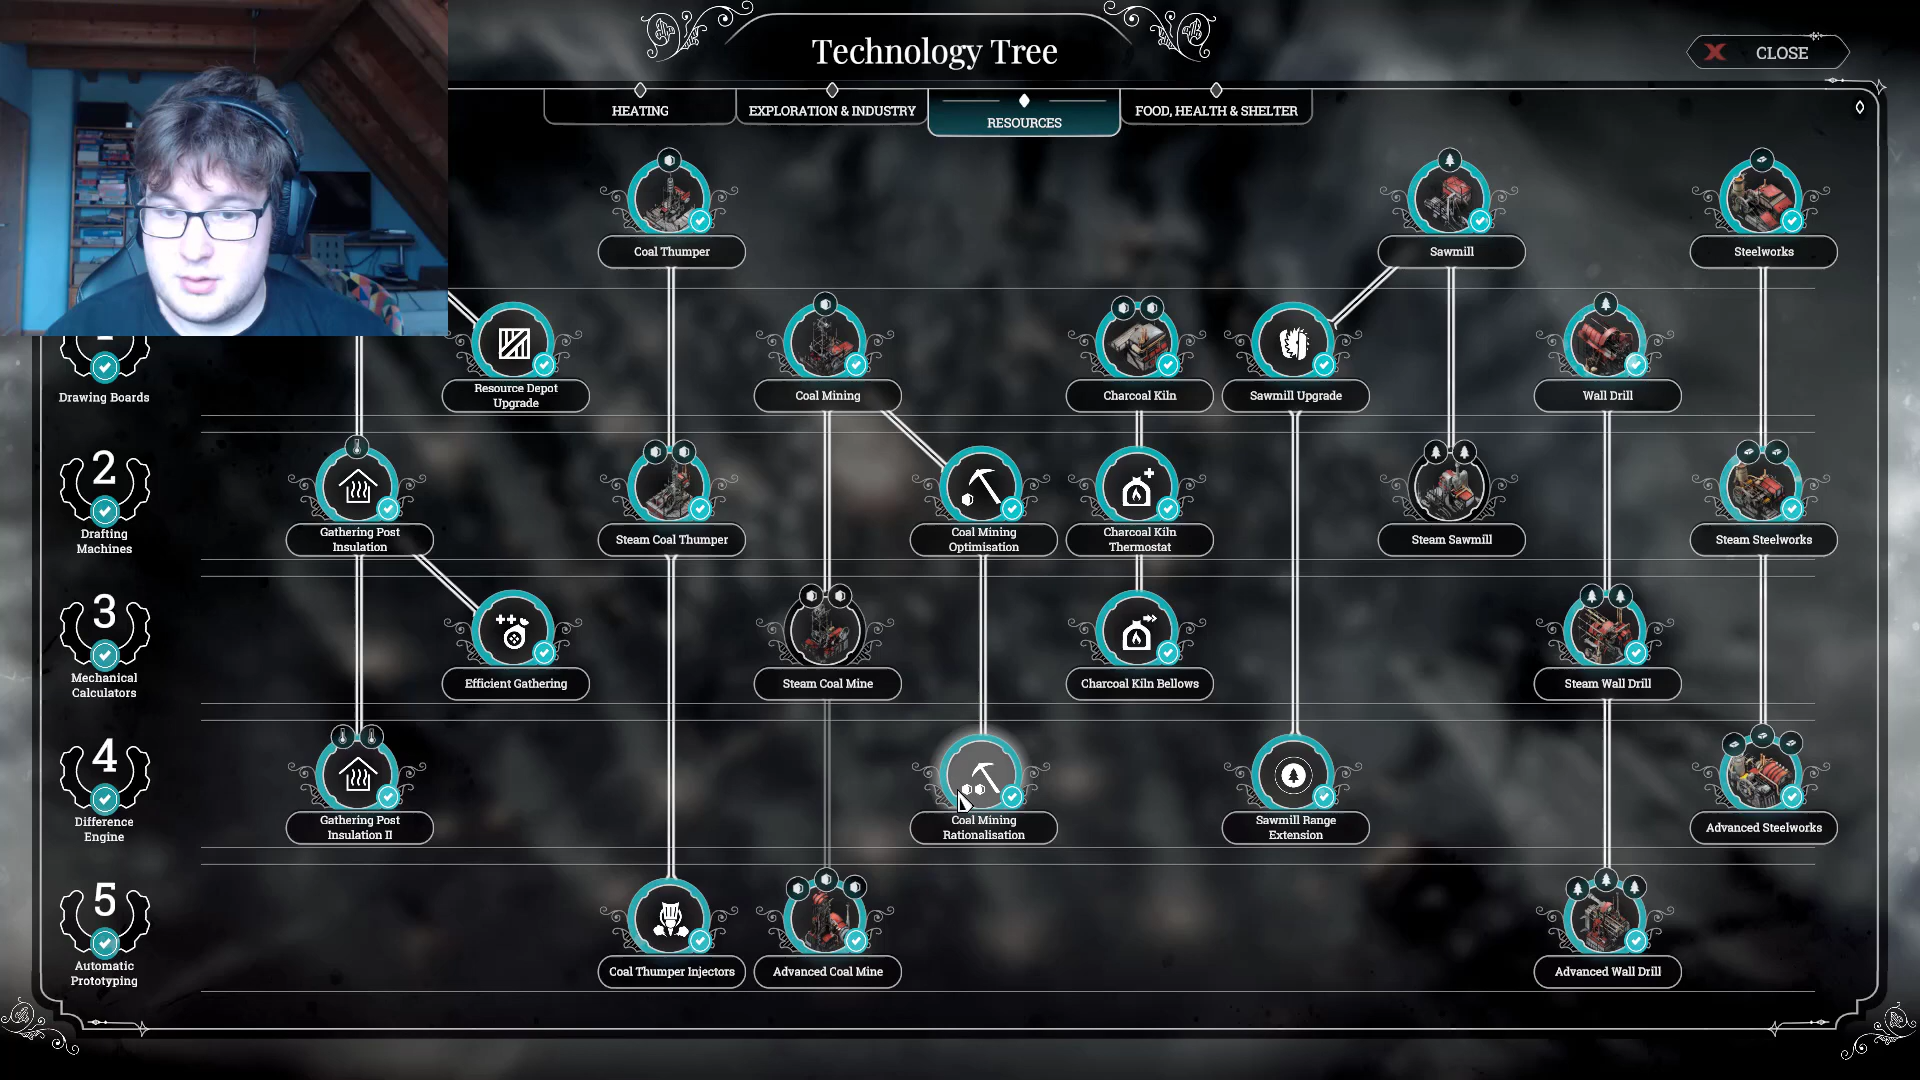 Technology Tree
CLOSE
HEATING
EXPLORATION & INDUSTRY
RESOURCES
FOOD, HEALTH & SHELTER
Coal Thumper
Sawmill
Steelworks
Drawing Boards
Resource Depot
Upgrade
Coal Mining
Charcoal Kiln
Sawmill Upgrade
Wall Drill
2
Drafting
Machines
Gathering Post
Insulation
Steam Coal Thumper
Coal Mining
Optimisation
Charcoal Kiln
Thermostat
Steam Sawmill
Steam Steelworks
3
Mechanical
Calculators
Efficient Gathering
Steam Coal Mine
Charcoal Kiln Bellows
Steam Wall Drill
4
Difference
Engine
Gathering Post
Insulation II
Coal Mining
Rationalisation
Sawmill Range
Extension
Advanced Steelworks
5
Automatic
Prototyping
Coal Thumper Injectors
Advanced Coal Mine
Advanced Wall Drill